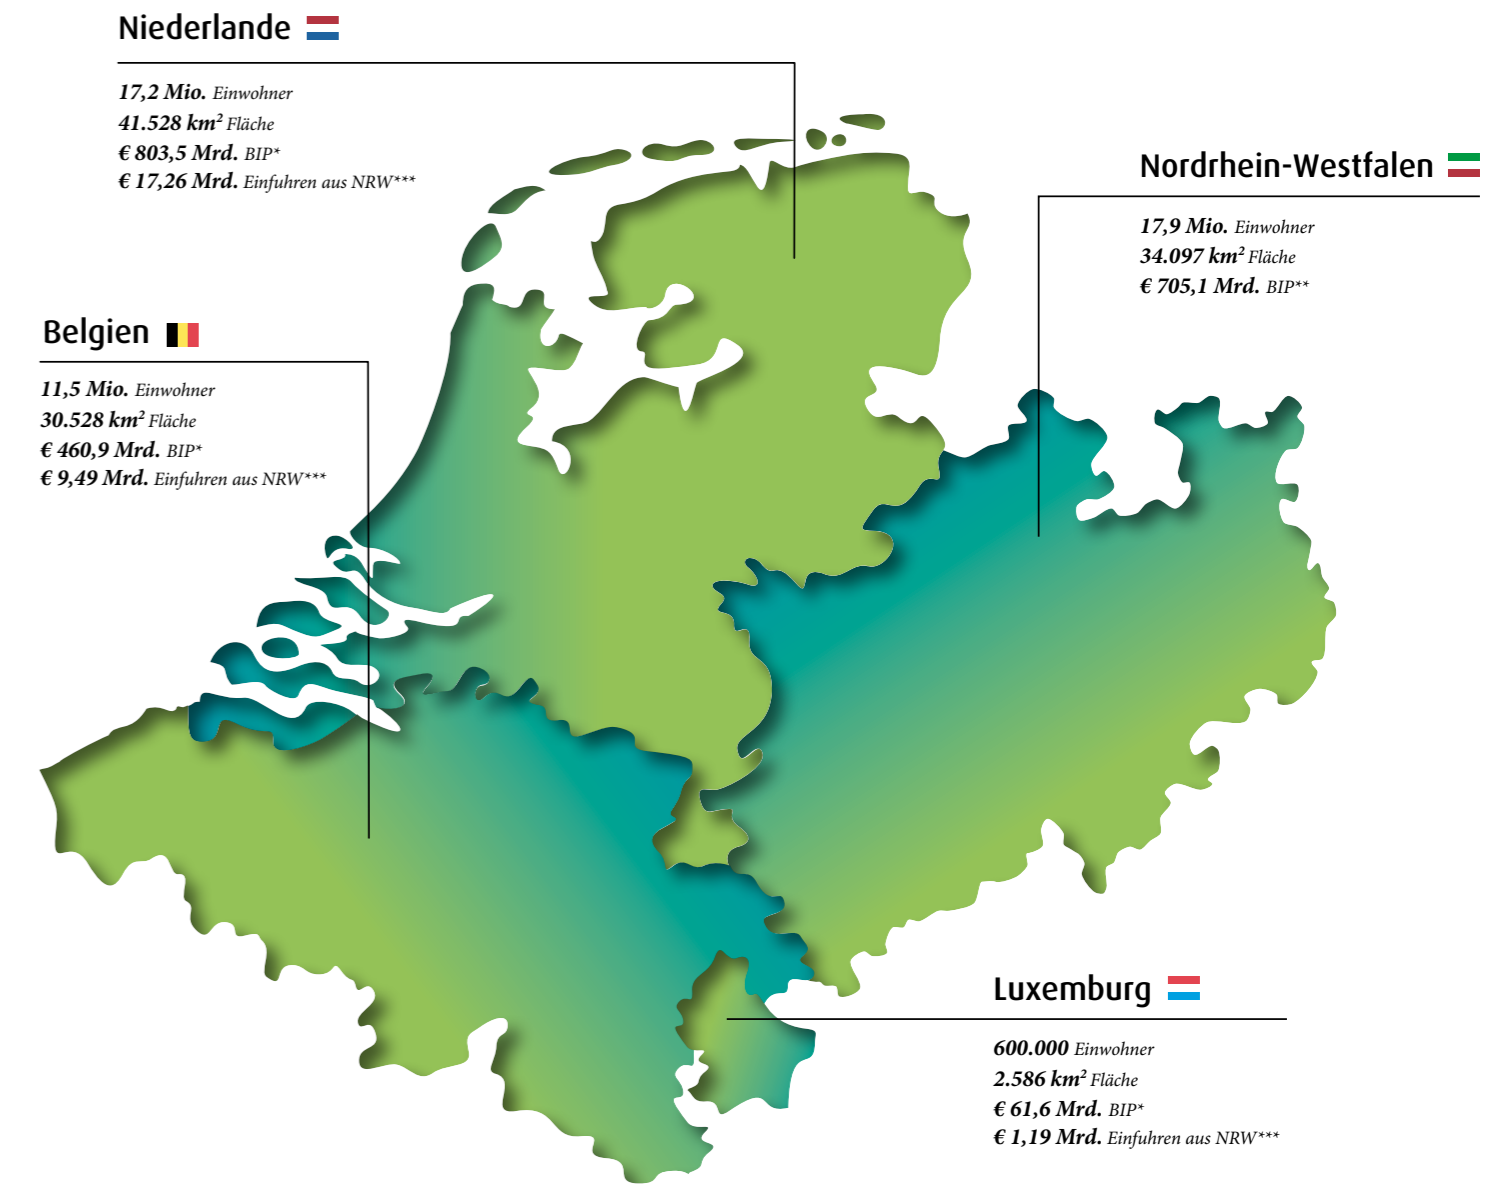 Niederlande
17,2 Mio. Einwohner
41.528 km² Fläche
€ 803,5 Mrd. BIP*
€ 17,26 Mrd. Einfuhren aus NRW***
Nordrhein-Westfalen
17,9 Mio. Einwohner
34.097 km² Fläche
€ 705,1 Mrd. BIP**
Belgien
11,5 Mio. Einwohner
30.528 km² Fläche
€ 460,9 Mrd. BIP*
€ 9,49 Mrd. Einfuhren aus NRW***
Luxemburg
600.000 Einwohner
2.586 km² Fläche
€ 61,6 Mrd. BIP*
€ 1,19 Mrd. Einfuhren aus NRW***